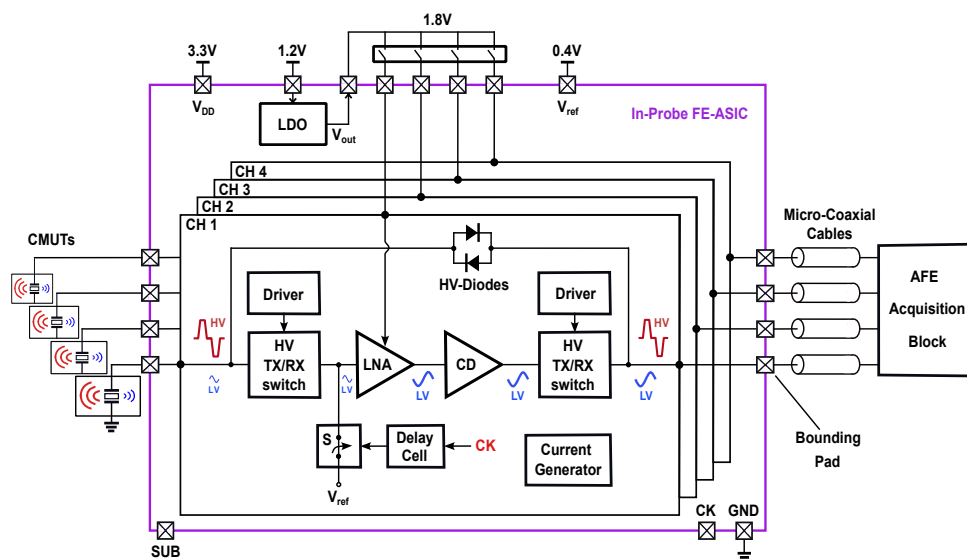 1.8V
3.3V
1.2V
0.4V
VDD
LDO
Vout
Vref
In-Probe FE-ASIC
CH 4
CH 3
CH 2
CH 1
CMUTs
Micro-Coaxial
Cables
HV-Diodes
AFE
Acquisition
Block
Driver
Driver
HV
HV
HV
TX/RX
switch
LNA
CD
HV
TX/RX
switch
LV
LV
LV
LV
LV
S
Delay
Cell
CK
Current
Generator
Vref
Bounding
Pad
SUB
CK
GND